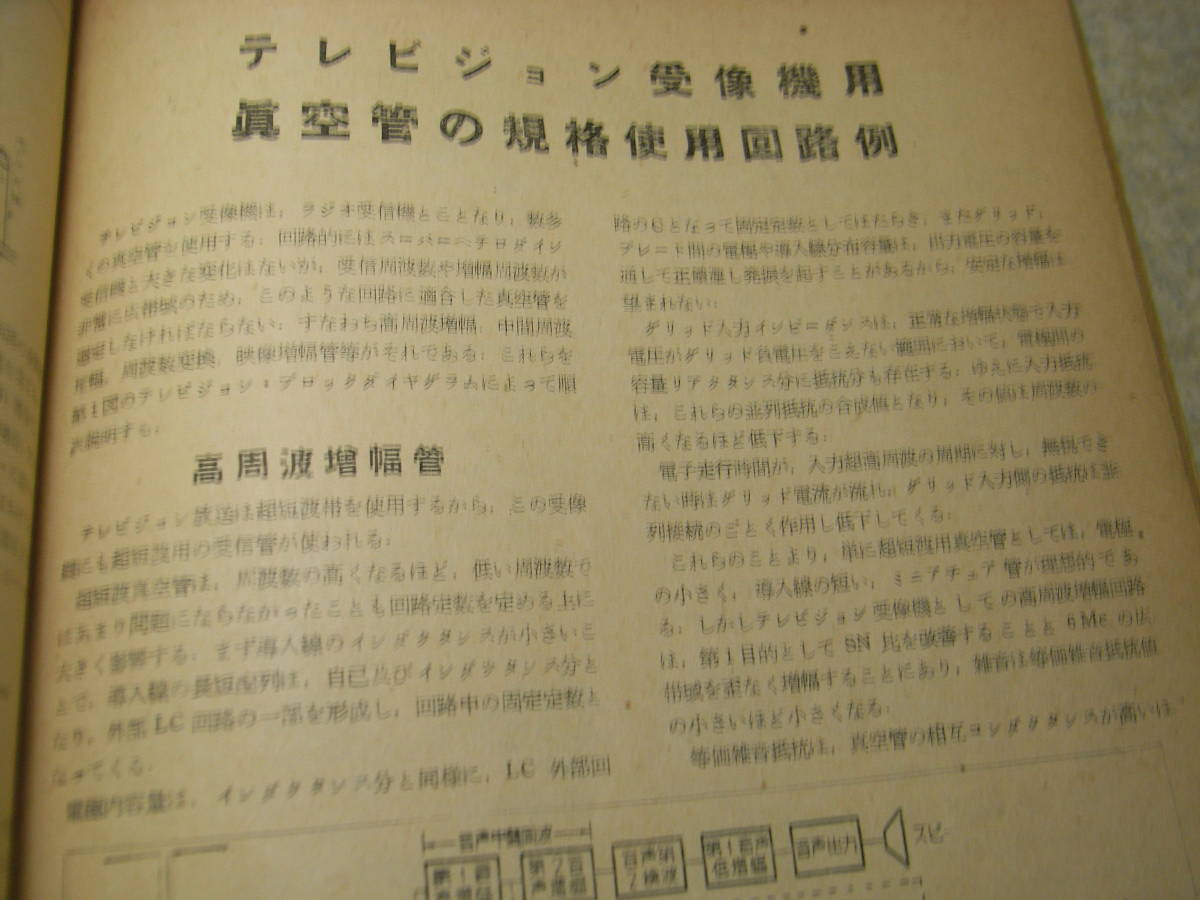 テレビジョン受像機用
眞空管の規格使用回路例
テレビジョン受像機は，ラジオ受信機とことなり，数多
くの真空管を使用する．回路的にはスーパーヘテロダイン
受信機と大きな変化はないが，受信周波数や増幅周波数が
非常に広帯域のため，このような回路に適合した真空管を
選定しなければならない．すなわち高周波増幅，中間周波
増幅，周波数変換，映像増幅管等がそれである．これらを
第1図のテレビジョン・ブロックダイヤグラムによって順
次説明する．
高周波増幅管
テレビジョン放送は超短波帯を使用するから，この受像
機にも超短波用の受信管が使われる．
超短波真空管は，周波数の高くなるほど，低い周波数で
はあまり問題にならなかったことも回路定数を定める上に
大きく影響する．まず導入線のインダクタンスが小さいこ
とで，導入線の長短配列は，自己及びインダクタンス分と
なり，外部LC回路の一部を形成し，回路中の固定定数と
なってくる．
電極内容量は，インダクタンス分と同様に，LC 外部回
路のCとなって固定定数としてはたらき，またグリッド，
プレート間の電極や導入線分布容量は，出力電圧の容量を
通して正饋還し発振を起すことがあるから，安定な増幅は
望まれない．
グリッド入力インピーダンスは，正常な増幅状態で入力
電圧がグリッド負電圧をこえない範囲において，電極間の
容量リアクタンス分に抵抗分も存在する．ゆえに入力抵抗
は，これらの並列抵抗の合成値となり，その値は周波数の
高くなるほど低下する．
電子走行時間が，入力超高周波の周期に対し，無視でき
ない時はグリッド電流が流れ，グリッド入力側の抵抗は並
列接続のごとく作用し低下してくる．
これらのことより，単に超短波用真空管としては，電極
の小さく，導入線の短い，ミニアチュア管が理想的であ
る．しかしテレビジョン受像機としての高周波増幅回路
は，第1目的として SN 比を改善することと 6Mc の広
帯域を歪なく増幅することにあり，雑音は等価雑音抵抗値
の小さいほど小さくなる．
等価雑音抵抗は，真空管の相互コンダクタンスが高いほ
音声中間周波
第1音
第2音
声増幅
音声第
2検波
第1音声
低増幅
音声出力
スピー